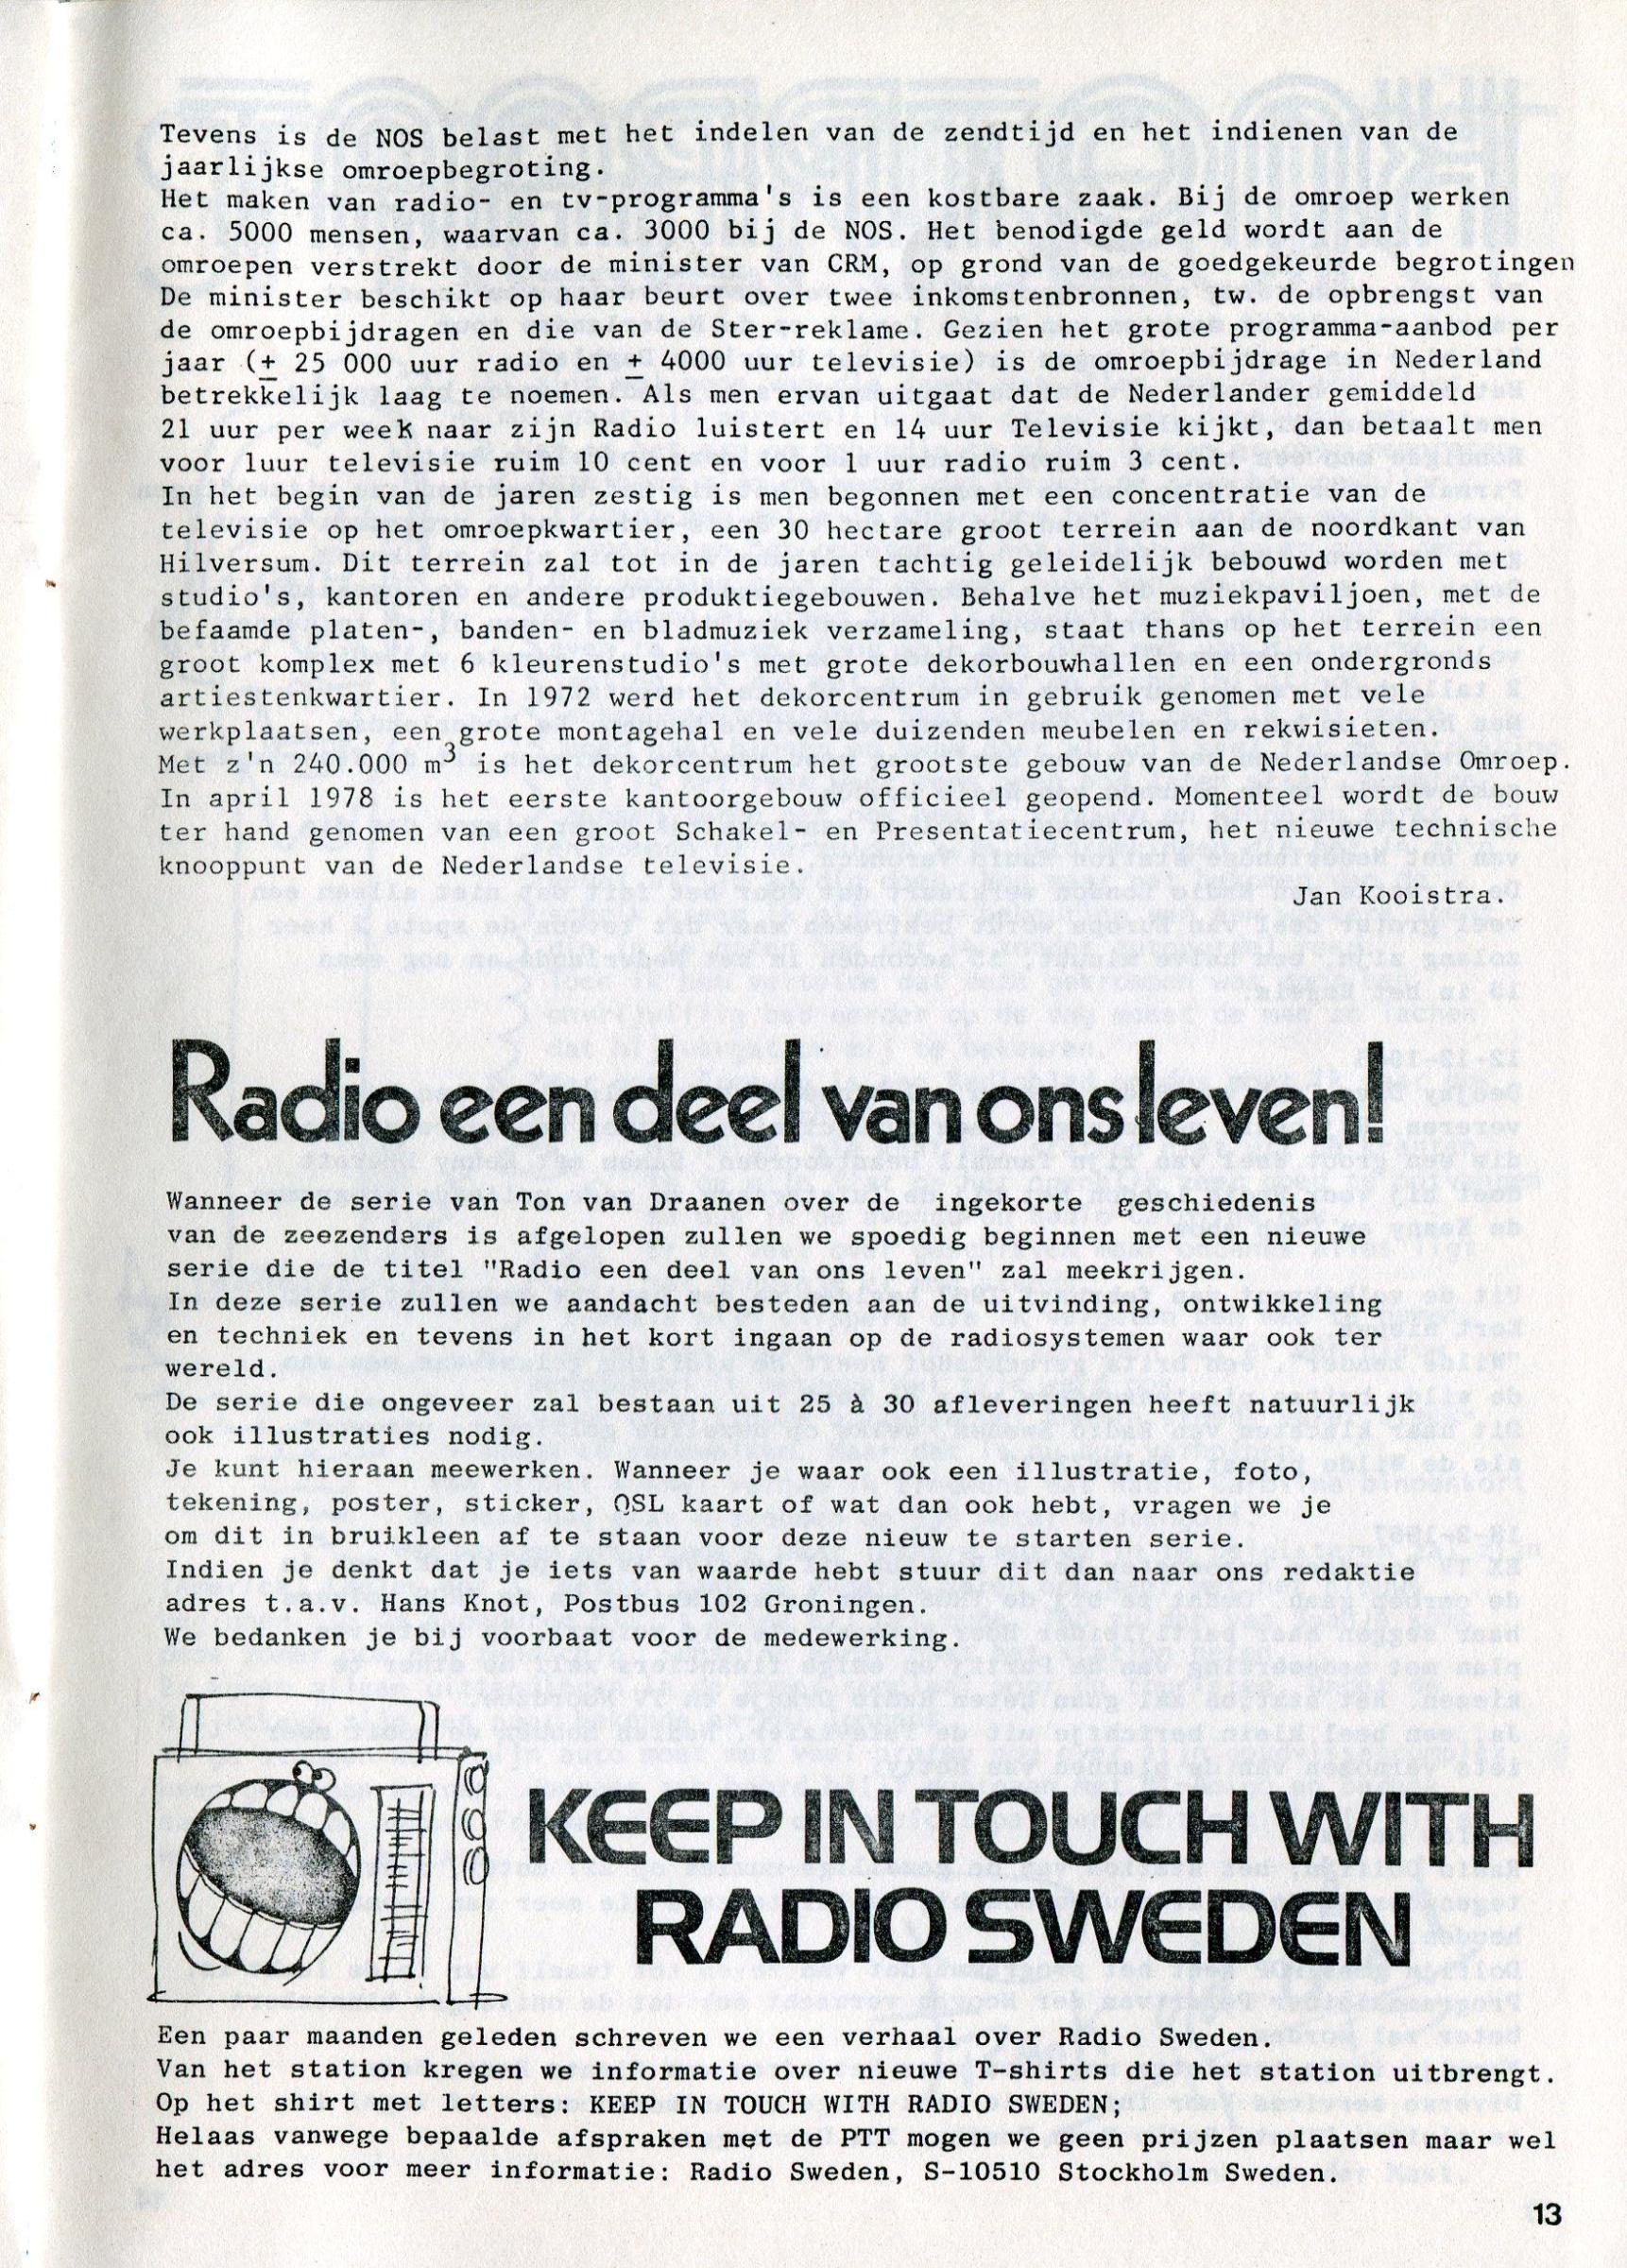 Tevens is de NOS belast met het indelen van de zendtijd en het indienen van de
jaarlijkse omroepbegroting.
Het maken van radio- en tv-programma's is een kostbare zaak. Bij de omroep werken
ca. 5000 mensen, waarvan ca. 3000 bij de NOS. Het benodigde geld wordt aan de
omroepen verstrekt door de minister van CRM, op grond van de goedgekeurde begrotingen
De minister beschikt op haar beurt over twee inkomstenbronnen, tw. de opbrengst van
de omroepbijdragen en die van de Ster-reklame. Gezien het grote programma-aanbod per
jaar (± 25 000 uur radio en ± 4000 uur televisie) is de omroepbijdrage in Nederland
betrekkelijk laag te noemen. Als men ervan uitgaat dat de Nederlander gemiddeld
21 uur per week naar zijn Radio luistert en 14 uur Televisie kijkt, dan betaalt men
voor luur televisie ruim 10 cent en voor 1 uur radio ruim 3 cent.
In het begin van de jaren zestig is men begonnen met een concentratie van de
televisie op het omroepkwartier, een 30 hectare groot terrein aan de noordkant van
Hilversum. Dit terrein zal tot in de jaren tachtig geleidelijk bebouwd worden met
studio's, kantoren en andere produktiegebouwen. Behalve het muziekpaviljoen, met de
befaamde platen-, banden- en bladmuziek verzameling, staat thans op het terrein een
groot komplex met 6 kleurenstudio's met grote dekorbouwhallen en een ondergronds
artiestenkwartier. In 1972 werd het dekorcentrum in gebruik genomen met vele
werkplaatsen, een grote montagehal en vele duizenden meubelen en rekwisieten.
Met z'n 240.000 m³ is het dekorcentrum het grootste gebouw van de Nederlandse Omroep.
In april 1978 is het eerste kantoorgebouw officieel geopend. Momenteel wordt de bouw
ter hand genomen van een groot Schakel- en Presentatiecentrum, het nieuwe technische
knooppunt van de Nederlandse televisie.
Jan Kooistra.
Radio een deel van ons leven!
Wanneer de serie van Ton van Draanen over de ingekorte geschiedenis
van de zeezenders is afgelopen zullen we spoedig beginnen met een nieuwe
serie die de titel "Radio een deel van ons leven" zal meekrijgen.
In deze serie zullen we aandacht besteden aan de uitvinding, ontwikkeling
en techniek en tevens in het kort ingaan op de radiosystemen waar ook ter
wereld.
De serie die ongeveer zal bestaan uit 25 à 30 afleveringen heeft natuurlijk
ook illustraties nodig.
Je kunt hieraan meewerken. Wanneer je waar ook een illustratie, foto,
tekening, poster, sticker, QSL kaart of wat dan ook hebt, vragen we je
om dit in bruikleen af te staan voor deze nieuw te starten serie.
Indien je denkt dat je iets van waarde hebt stuur dit dan naar ons redaktie
adres t.a.v. Hans Knot, Postbus 102 Groningen.
We bedanken je bij voorbaat voor de medewerking.
KEEP IN TOUCH WITH
RADIO SWEDEN
Een paar maanden geleden schreven we een verhaal over Radio Sweden.
Van het station kregen we informatie over nieuwe T-shirts die het station uitbrengt.
Op het shirt met letters: KEEP IN TOUCH WITH RADIO SWEDEN;
Helaas vanwege bepaalde afspraken met de PTT mogen we geen prijzen plaatsen maar wel
het adres voor meer informatie: Radio Sweden, S-10510 Stockholm Sweden.
13